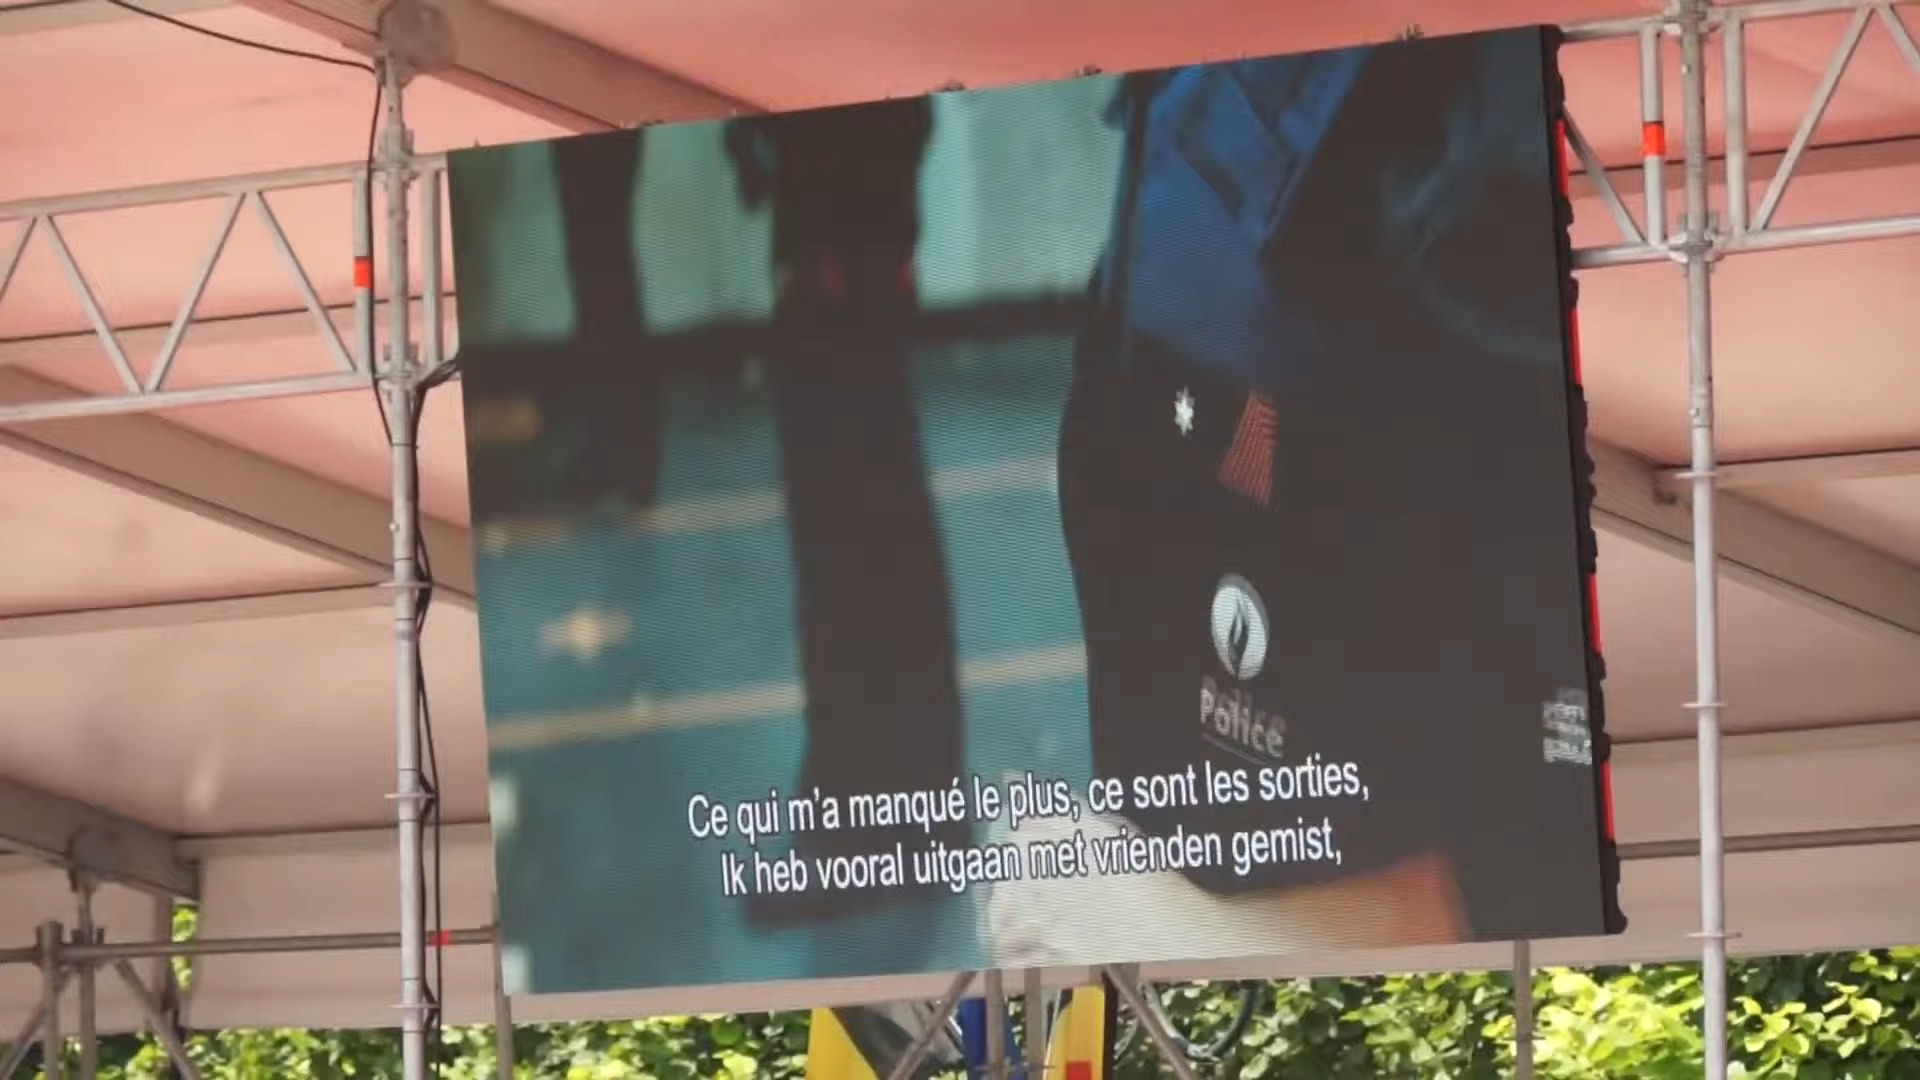 Police
Ce qui m'a manqué le plus, ce sont les sorties,
Ik heb vooral uitgaan met vrienden gemist,